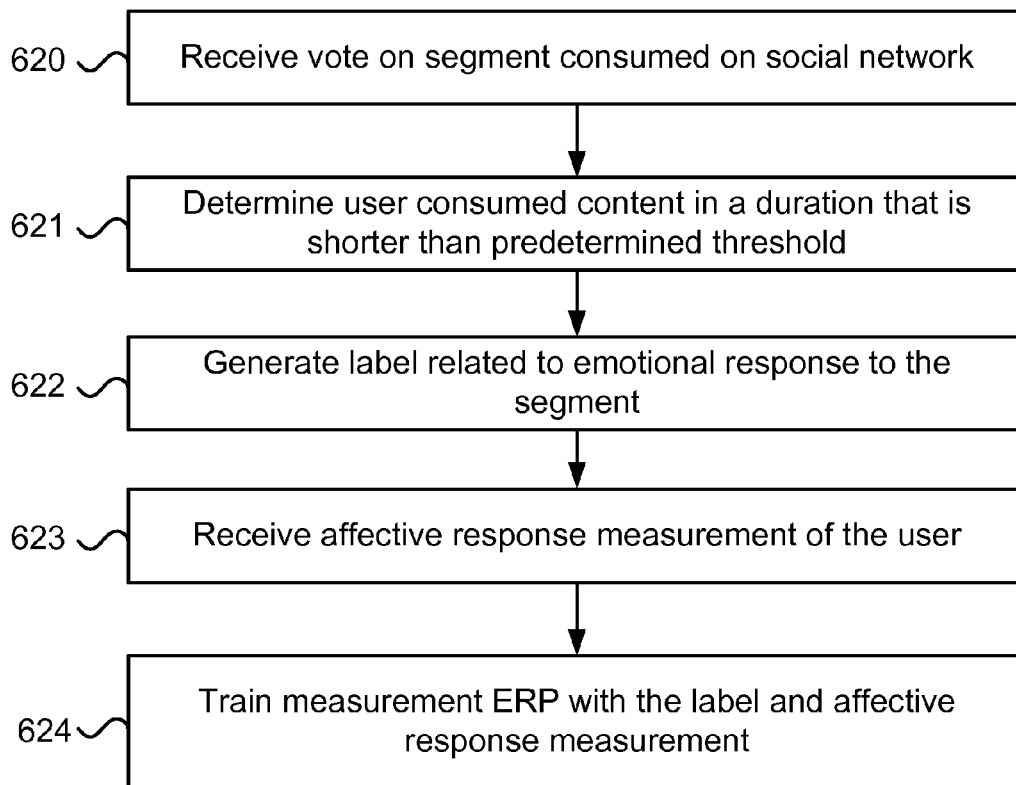 620
Receive vote on segment consumed on social network
Determine user consumed content in a duration that is
621
shorter than predetermined threshold
Generate label related to emotional response to the
622
segment
623
Receive affective response measurement of the user
Train measurement ERP with the label and affective
624
response measurement